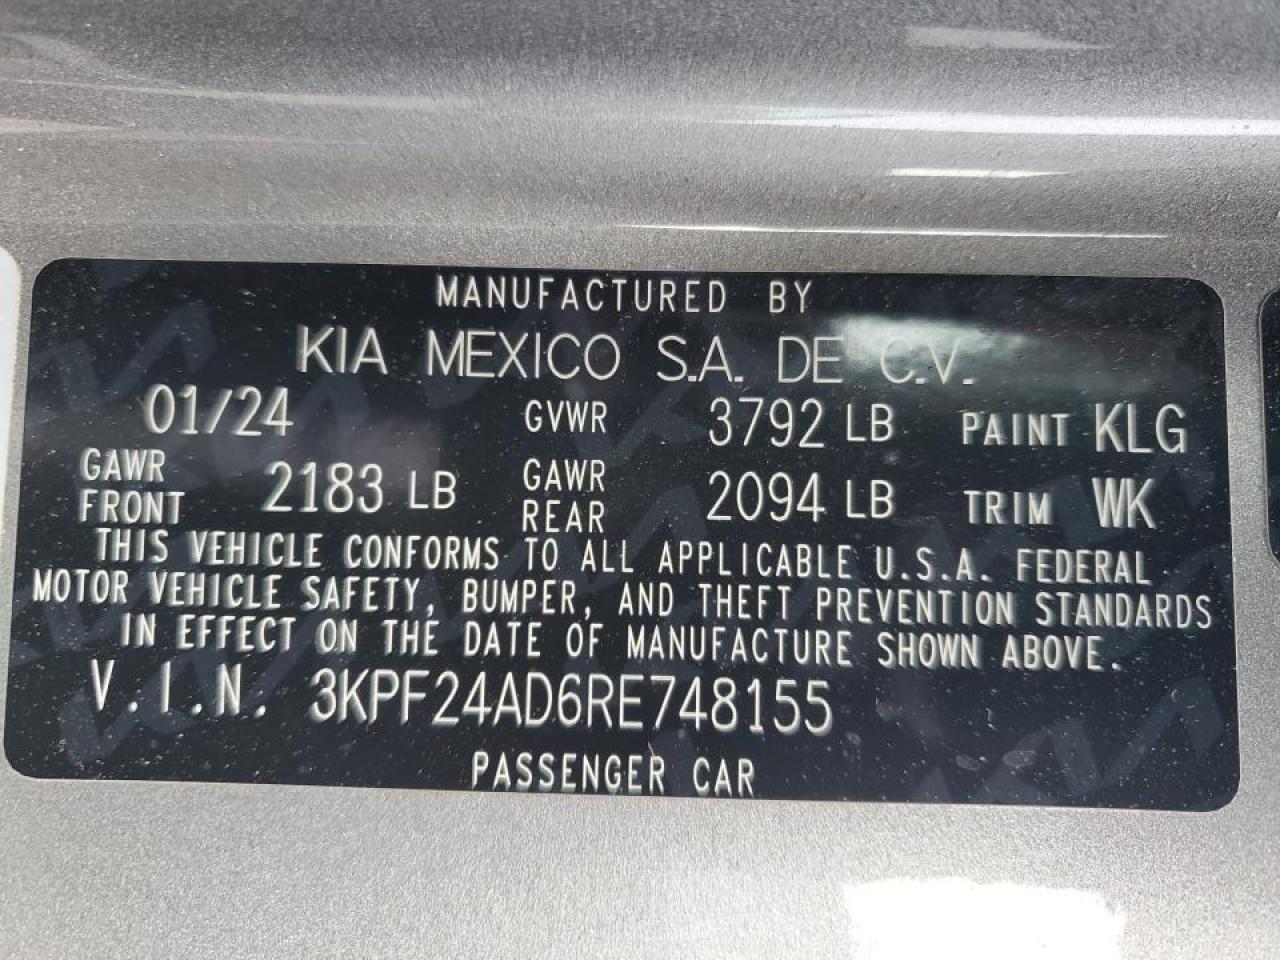 MANUFACTURED BY
KIA MEXICO S.A. DE C.V.
01/24 GVWR 3792 LB PAINT KLG
GAWR FRONT 2183 LB GAWR REAR 2094 LB TRIM WK
THIS VEHICLE CONFORMS TO ALL APPLICABLE U.S.A. FEDERAL
MOTOR VEHICLE SAFETY, BUMPER, AND THEFT PREVENTION STANDARDS
IN EFFECT ON THE DATE OF MANUFACTURE SHOWN ABOVE.
V.I.N. 3KPF24AD6RE748155
PASSENGER CAR